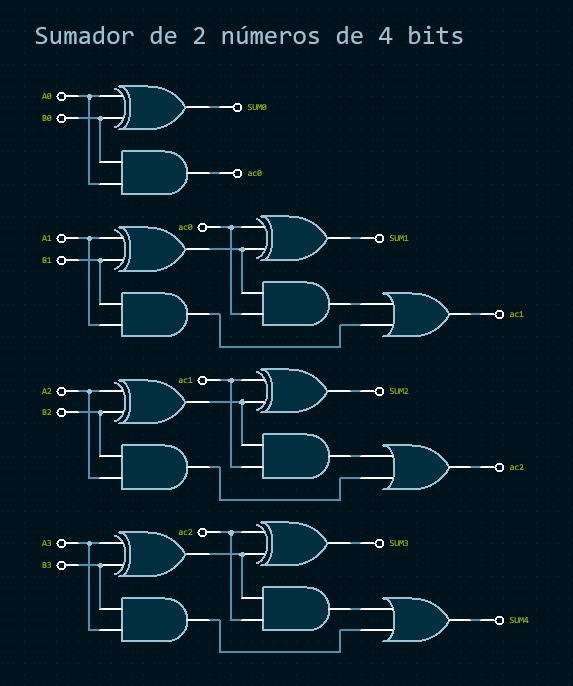 Sumador de 2 números de 4 bits
A0
SUM0
B0
ac0
ac0
A1
SUM1
B1
ac1
ac1
A2
SUM2
B2
ac2
ac2
A3
SUM3
B3
SUM4